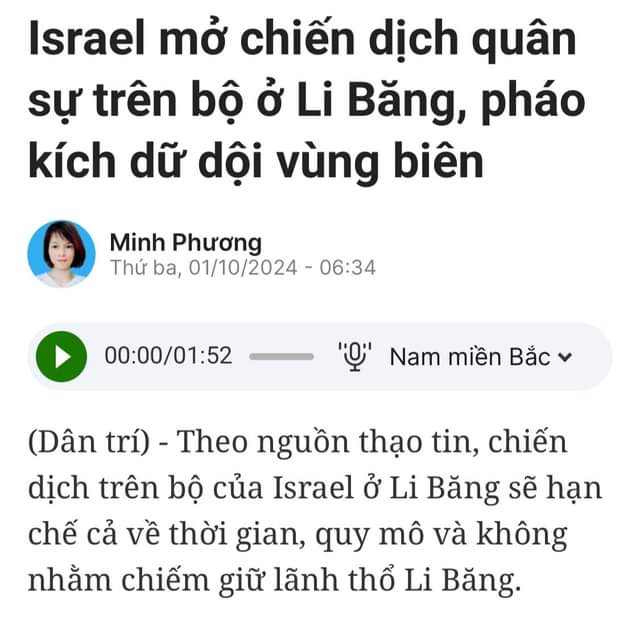 Israel mở chiến dịch quân
sự trên bộ ở Li Băng, pháo
kích dữ dội vùng biên
Minh Phương
Thứ ba, 01/10/2024 - 06:34
00:00/01:52
Nam miền Bắc
(Dân trí) - Theo nguồn thạo tin, chiến
dịch trên bộ của Israel ở Li Băng sẽ hạn
chế cả về thời gian, quy mô và không
nhằm chiếm giữ lãnh thổ Li Băng.